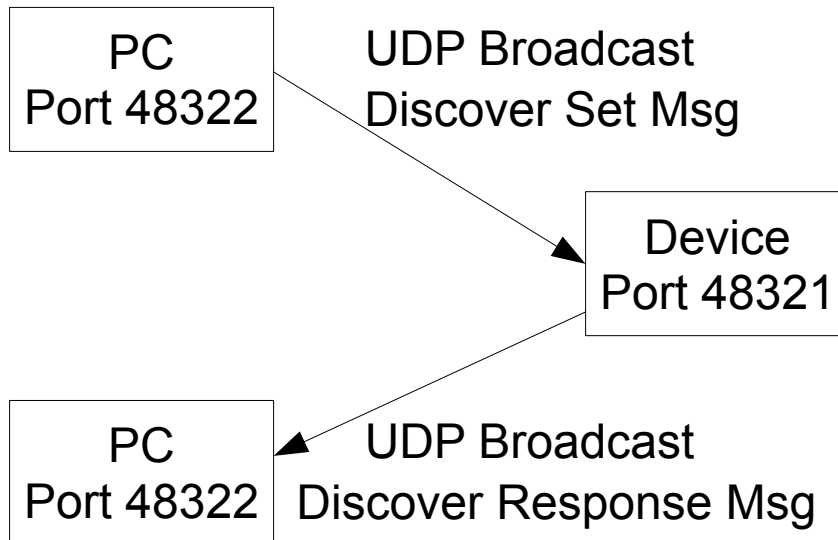 PC
Port 48322
UDP Broadcast
Discover Set Msg
Device
Port 48321
PC
Port 48322
UDP Broadcast
Discover Response Msg